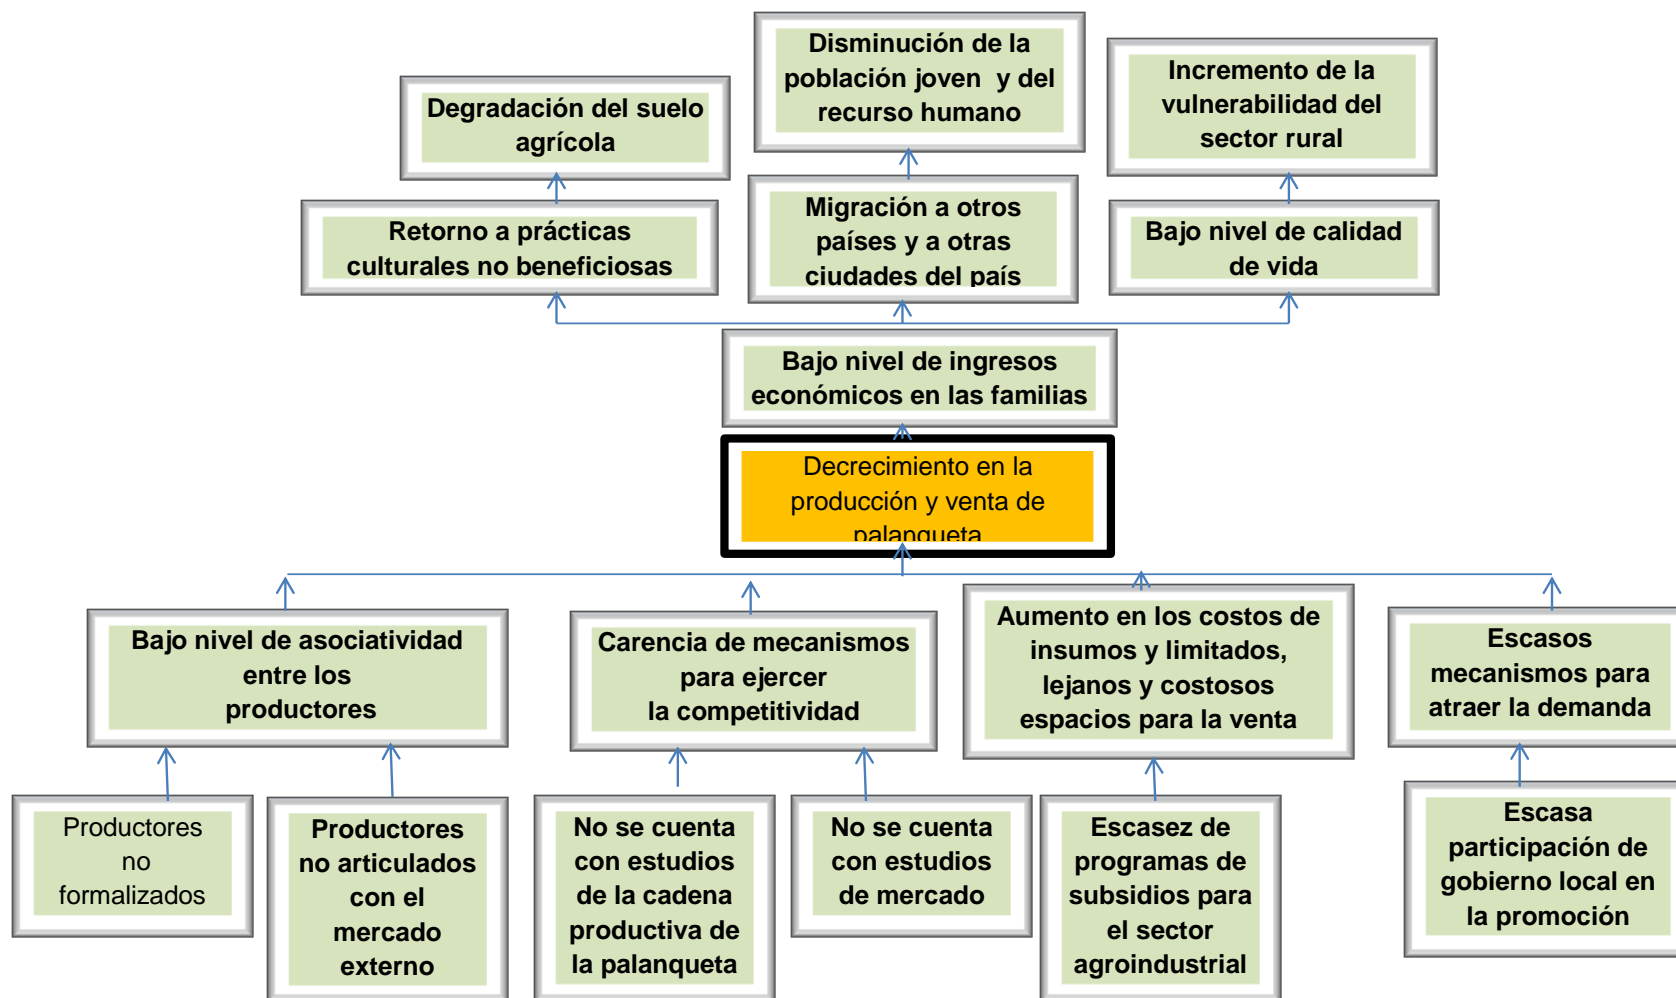 Disminución de la
población joven y del
recurso humano
Incremento de la
vulnerabilidad del
sector rural
Degradación del suelo
agrícola
Retorno a prácticas
culturales no beneficiosas
Migración a otros
países y a otras
ciudades del país
Bajo nivel de calidad
de vida
Bajo nivel de ingresos
económicos en las familias
Decrecimiento en la
producción y venta de
palanqueta
Bajo nivel de asociatividad
entre los
productores
Carencia de mecanismos
para ejercer
la competitividad
Aumento en los costos de
insumos y limitados,
lejanos y costosos
espacios para la venta
Escasos
mecanismos para
atraer la demanda
Productores
no
formalizados
Productores
no articulados
con el
mercado
externo
No se cuenta
con estudios
de la cadena
productiva de
la palanqueta
No se cuenta
con estudios
de mercado
Escasez de
programas de
subsidios para
el sector
agroindustrial
Escasa
participación de
gobierno local en
la promoción